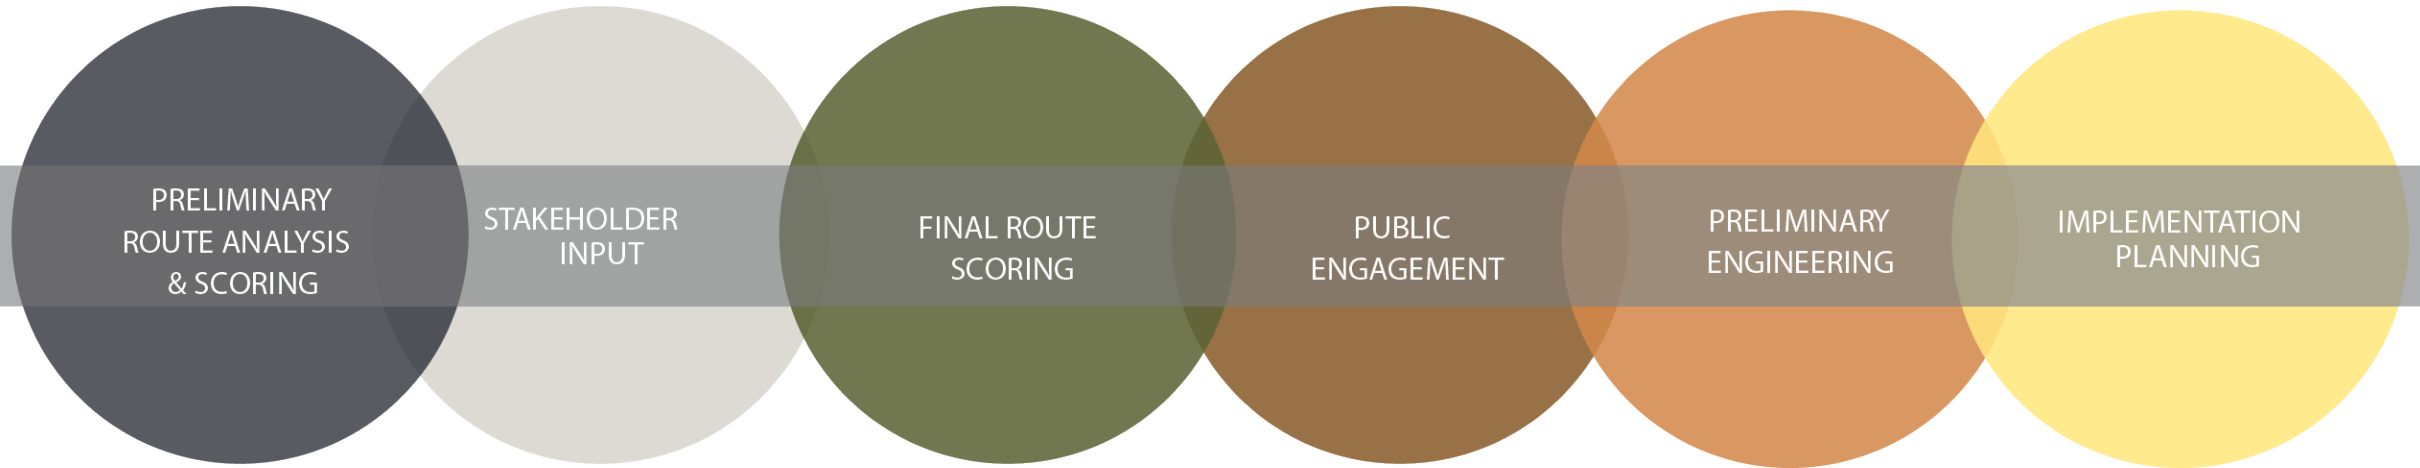 PRELIMINARY
ROUTE ANALYSIS
& SCORING
STAKEHOLDER
INPUT
FINAL ROUTE
SCORING
PUBLIC
ENGAGEMENT
PRELIMINARY
ENGINEERING
IMPLEMENTATION
PLANNING